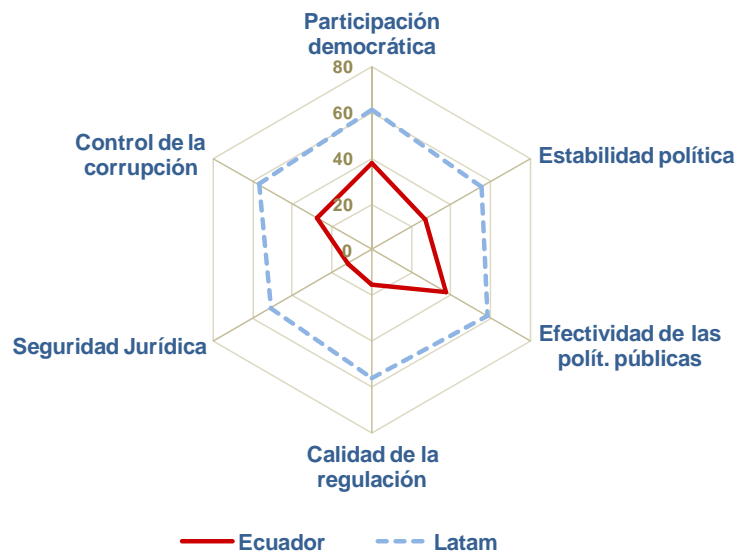 Participación
democrática
80
60
40
20
0
Control de la
corrupción
Estabilidad política
Seguridad Jurídica
Efectividad de las
polít. públicas
Calidad de la
regulación
Ecuador
Latam